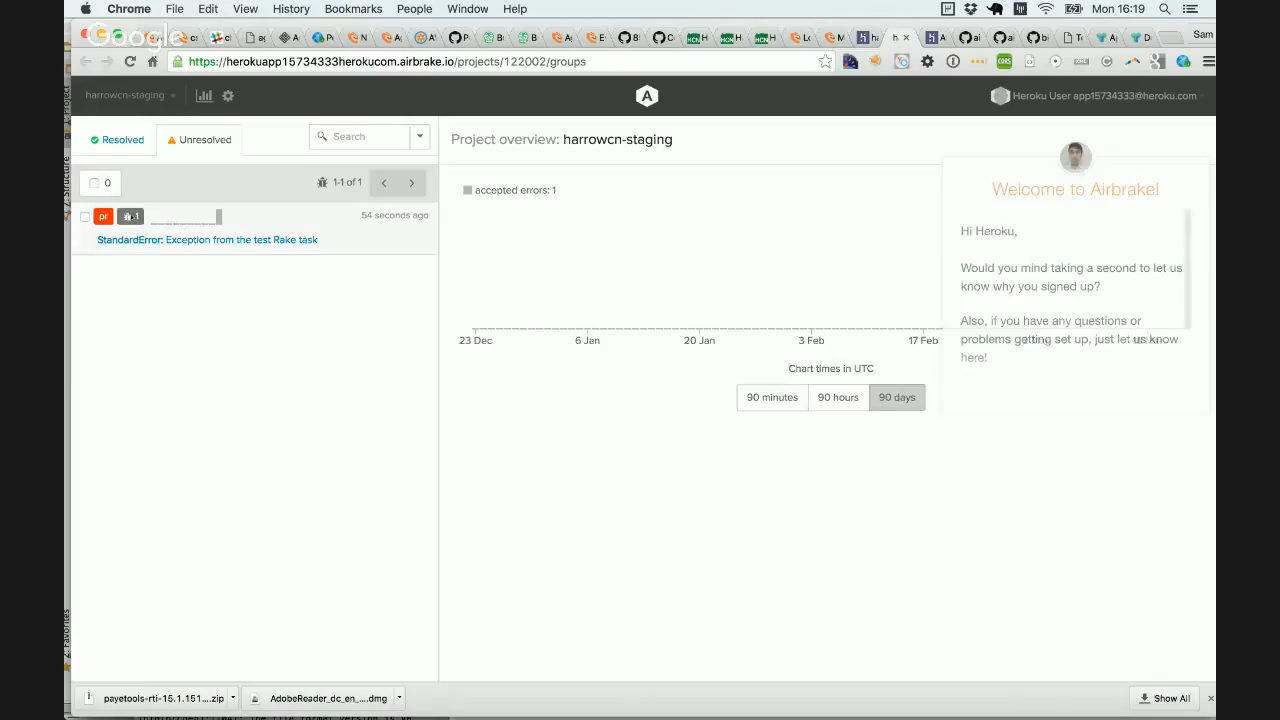 Chrome File Edit View History Bookmarks People Window Help Mon 16:19
Google
Sam
https://herokuapp15734333herokucom.airbrake.io/projects/122002/groups
harrowcn-staging
A
Heroku User app15734333@heroku.com
Resolved
Unresolved
Search
Project overview: harrowcn-staging
0
1-1 of 1
accepted errors: 1
Welcome to Airbrake!
pr
1
54 seconds ago
StandardError: Exception from the test Rake task
Hi Heroku,
Would you mind taking a second to let us
know why you signed up?
Also, if you have any questions or
problems getting set up, just let us know
here!
23 Dec 6 Jan 20 Jan 3 Feb 17 Feb
Chart times in UTC
90 minutes 90 hours 90 days
2: Favorites
payetools-rti-15.1.151....zip
AdobeReader_dc_en_....dmg
Show All